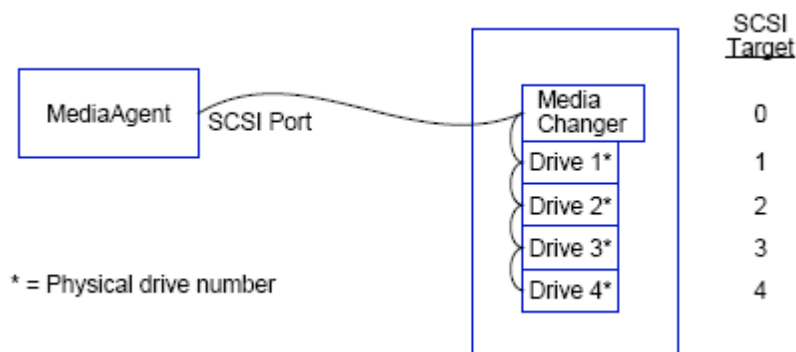 SCSI
Target
MediaAgent
SCSI Port
Media
Changer
0
Drive 1*
1
Drive 2*
2
Drive 3*
3
* = Physical drive number
Drive 4*
4